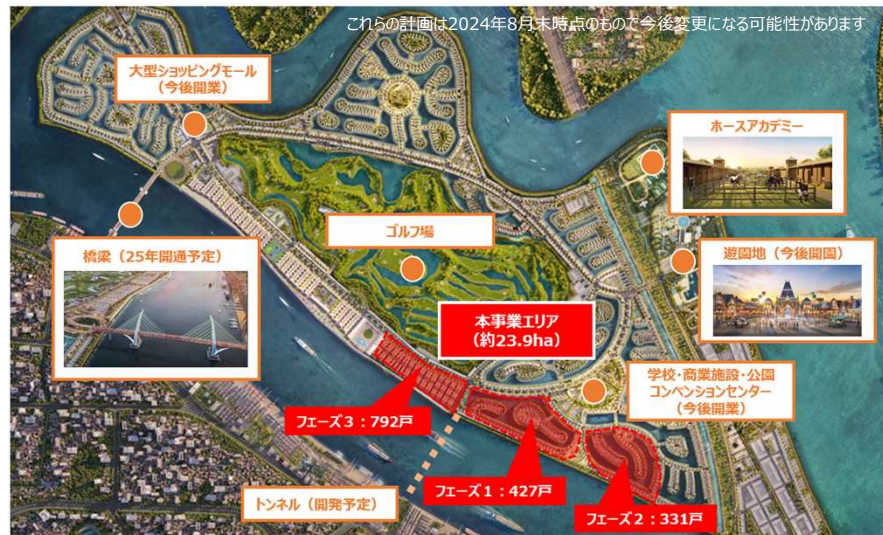 これらの計画は2024年8月末時点のもので今後変更になる可能性があります
大型ショッピングモール
(今後開業)
ホースアカデミー
ゴルフ場
橋梁（25年開通予定）
遊園地（今後開園）
本事業エリア
(約23.9ha)
学校・商業施設・公園
コンベンションセンター
(今後開業)
フェーズ3：792戸
フェーズ1：427戸
トンネル（開発予定）
フェーズ2：331戸